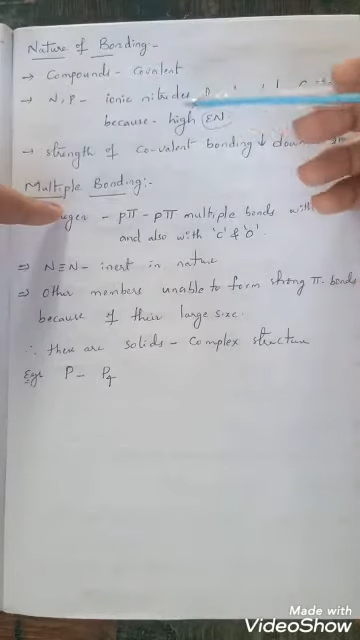 Nature of Bonding:-
→ Compounds - Covalent
→ N, P - ionic nitrides
because - high EN
→ strength of co-valent bonding ↓ down
Multiple Bonding:-
- pπ - pπ multiple bonds with
and also with 'c' & 'o'.
⇒ N≡N - inert in nature
⇒ Other members unable to form strong π-bonds
because of their large size.
∴ these are solids - complex structure
Eg: P - P4
Made with
VideoShow